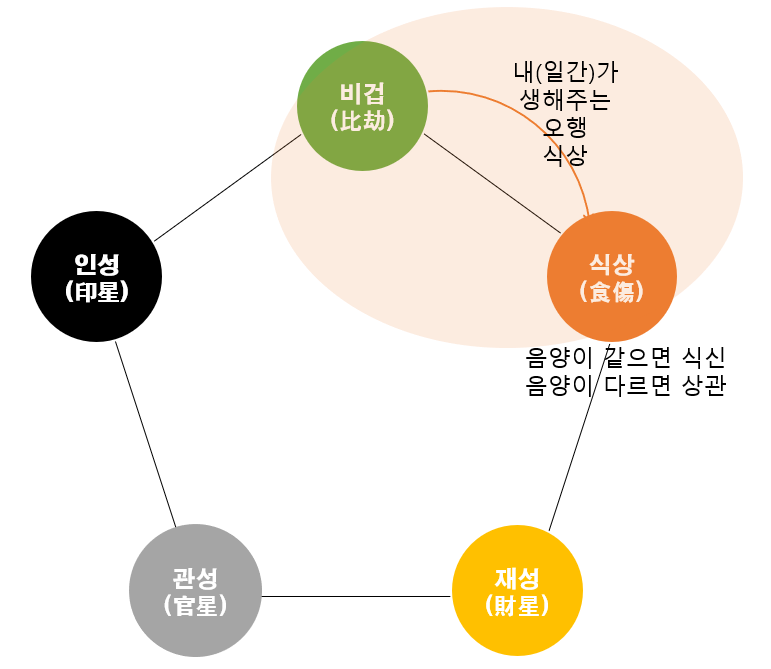 비겁
(比劫)
내(일간)가
생해주는
오행
식상
인성
(印星)
식상
(食傷)
음양이 같으면 식신
음양이 다르면 상관
관성
(官星)
재성
(財星)